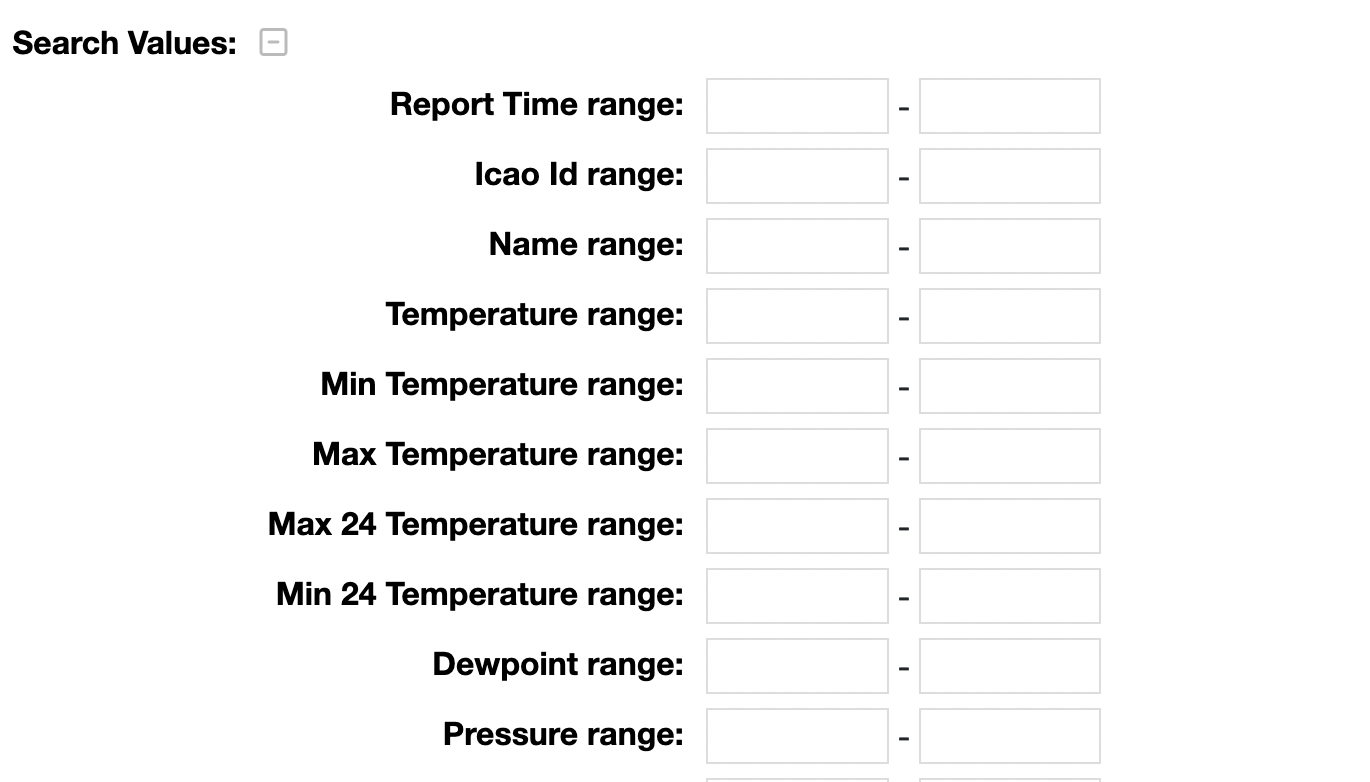 Search Values:
Report Time range: -
Icao Id range: -
Name range: -
Temperature range: -
Min Temperature range: -
Max Temperature range: -
Max 24 Temperature range: -
Min 24 Temperature range: -
Dewpoint range: -
Pressure range: -